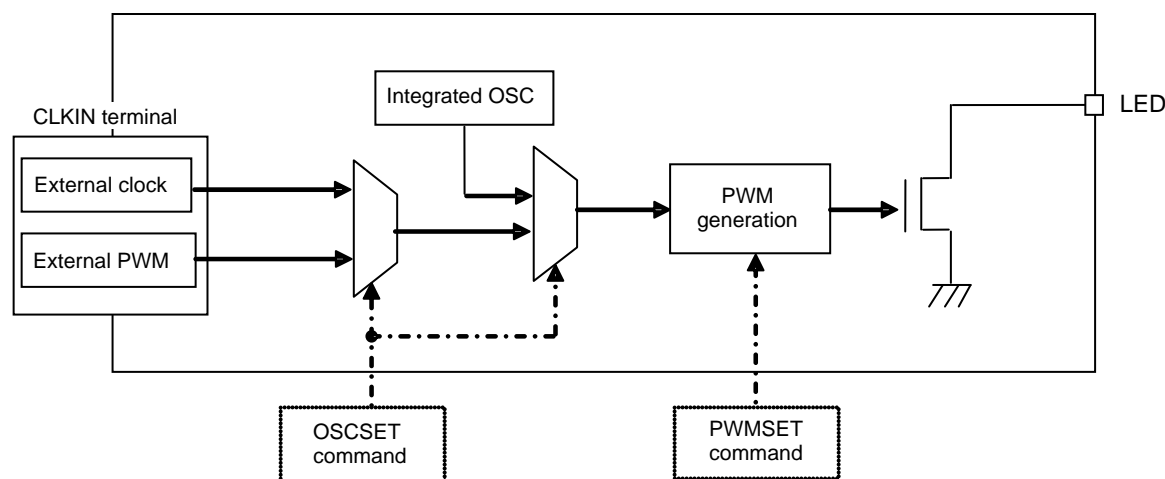 Integrated OSC
LED
CLKIN terminal
External clock
PWM
generation
External PWM
OSCSET
command
PWMSET
command